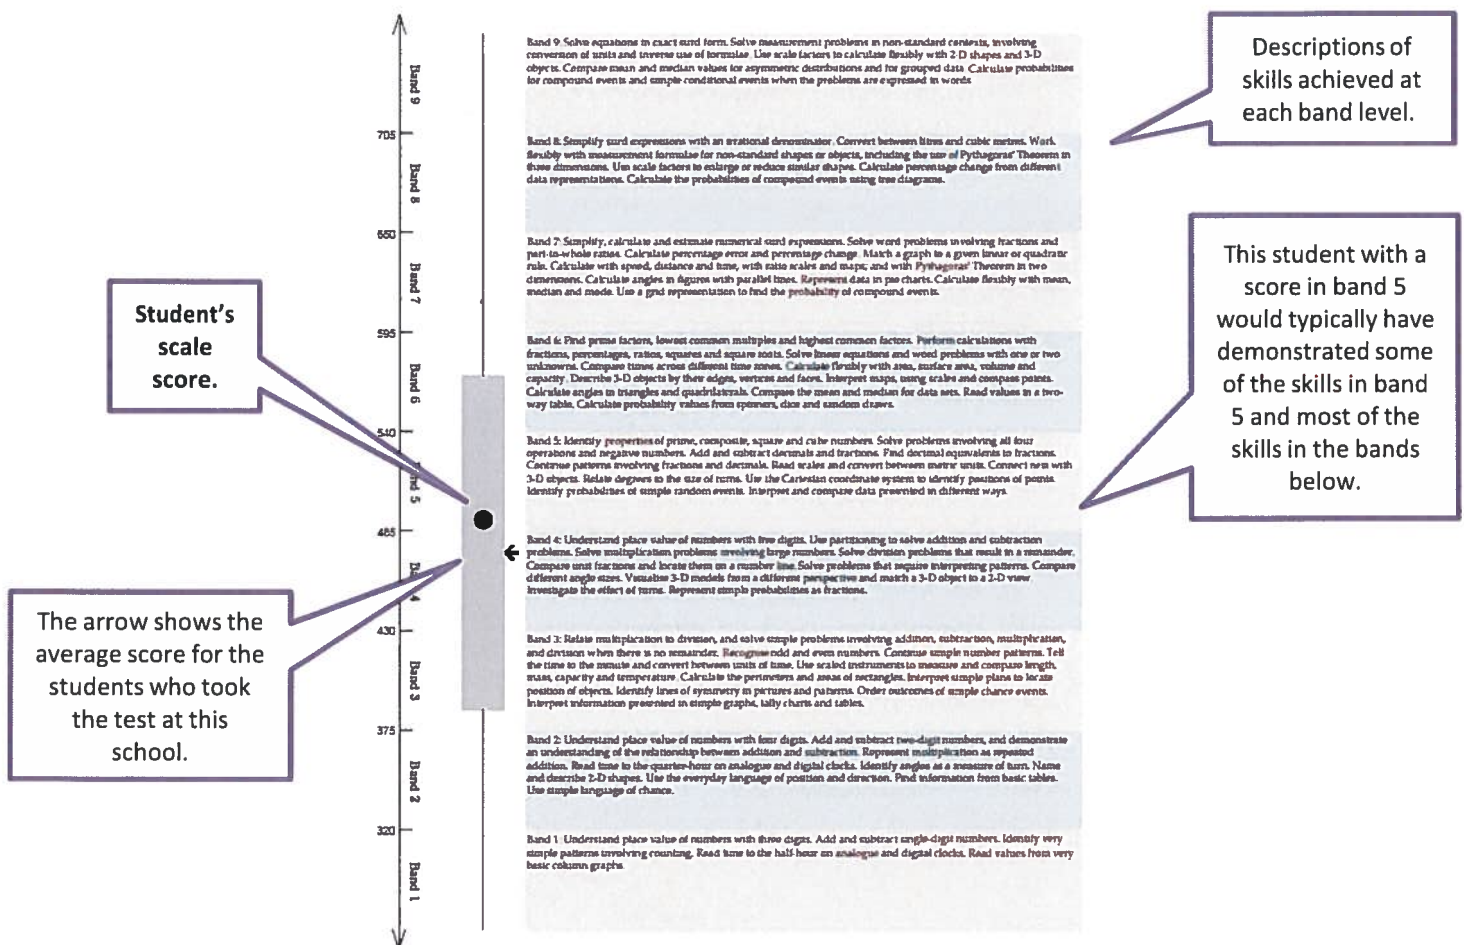 Band 9
705
Band 8
650
Band 7
595
Band 6
540
nd 5
485
Ba
4
430
Band 3
375
Band 2
320
Band 1
Student's
scale
score.
The arrow shows the
average score for the
students who took
the test at this
school.
Band 9: Solve equations in exact surd form. Solve measurement problems in non-standard contexts, involving
conversion of units and inverse use of formulae. Use scale factors to calculate flexibly with 2-D shapes and 3-D
objects. Compare mean and median values for asymmetric distributions and for grouped data Calculate probabilities
for compound events and simple conditional events when the problems are expressed in words
Band 8: Simplify surd expressions with an irrational denominator. Convert between litres and cubic metres. Work
flexibly with measurement formulae for non-standard shapes or objects, including the use of Pythagoras' Theorem in
three dimensions. Use scale factors to enlarge or reduce similar shapes. Calculate percentage change from different
data representations. Calculate the probabilities of compound events using tree diagrams.
Band 7: Simplify, calculate and estimate numerical surd expressions. Solve word problems involving fractions and
part-to-whole ratios. Calculate percentage error and percentage change. Match a graph to a given linear or quadratic
rule. Calculate with speed, distance and time, with ratio scales and maps; and with Pythagoras' Theorem in two
dimensions. Calculate angles in figures with parallel lines. Represent data in pie charts. Calculate flexibly with mean,
median and mode. Use a grid representation to find the probability of compound events.
Band 6: Find prime factors, lowest common multiples and highest common factors. Perform calculations with
fractions, percentages, ratios, squares and square roots. Solve linear equations and word problems with one or two
unknowns. Compare times across different time zones. Calculate flexibly with area, surface area, volume and
capacity. Describe 3-D objects by their edges, vertices and faces. Interpret maps, using scales and compass points.
Calculate angles in triangles and quadrilaterals. Compare the mean and median for data sets. Read values in a two-
way table. Calculate probability values from spinners, dice and random draws.
Band 5: Identify properties of prime, composite, square and cube numbers. Solve problems involving all four
operations and negative numbers. Add and subtract decimals and fractions. Find decimal equivalents to fractions.
Continue patterns involving fractions and decimals. Read scales and convert between metric units. Connect nets with
3-D objects. Relate degrees to the size of turns. Use the Cartesian coordinate system to identify positions of points.
Identify probabilities of simple random events. Interpret and compare data presented in different ways.
Band 4: Understand place value of numbers with five digits. Use partitioning to solve addition and subtraction
problems. Solve multiplication problems involving large numbers. Solve division problems that result in a remainder.
Compare unit fractions and locate them on a number line. Solve problems that require interpreting patterns. Compare
different angle sizes. Visualise 3-D models from a different perspective and match a 3-D object to a 2-D view.
Investigate the effect of turns. Represent simple probabilities as fractions.
Band 3: Relate multiplication to division, and solve simple problems involving addition, subtraction, multiplication,
and division when there is no remainder. Recognise odd and even numbers. Continue simple number patterns. Tell
the time to the minute and convert between units of time. Use scaled instruments to measure and compare length,
mass, capacity and temperature. Calculate the perimeters and areas of rectangles. Interpret simple plans to locate
position of objects. Identify lines of symmetry in pictures and patterns. Order outcomes of simple chance events.
Interpret information presented in simple graphs, tally charts and tables.
Band 2: Understand place value of numbers with four digits. Add and subtract two-digit numbers, and demonstrate
an understanding of the relationship between addition and subtraction. Represent multiplication as repeated
addition. Read time to the quarter-hour on analogue and digital clocks. Identify angles as a measure of turn. Name
and describe 2-D shapes. Use the everyday language of position and direction. Find information from basic tables.
Use simple language of chance.
Band 1: Understand place value of numbers with three digits. Add and subtract single-digit numbers. Identify very
simple patterns involving counting. Read time to the half-hour on analogue and digital clocks. Read values from very
basic column graphs.
Descriptions of
skills achieved at
each band level.
This student with a
score in band 5
would typically have
demonstrated some
of the skills in band
5 and most of the
skills in the bands
below.